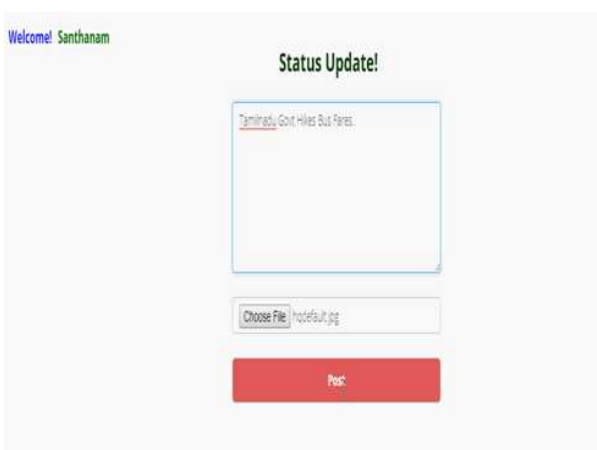 Welcome! Santhanam
Status Update!
Tamilnadu Govt Hikes Bus Fares.
Choose File hqdefault.jpg
Post